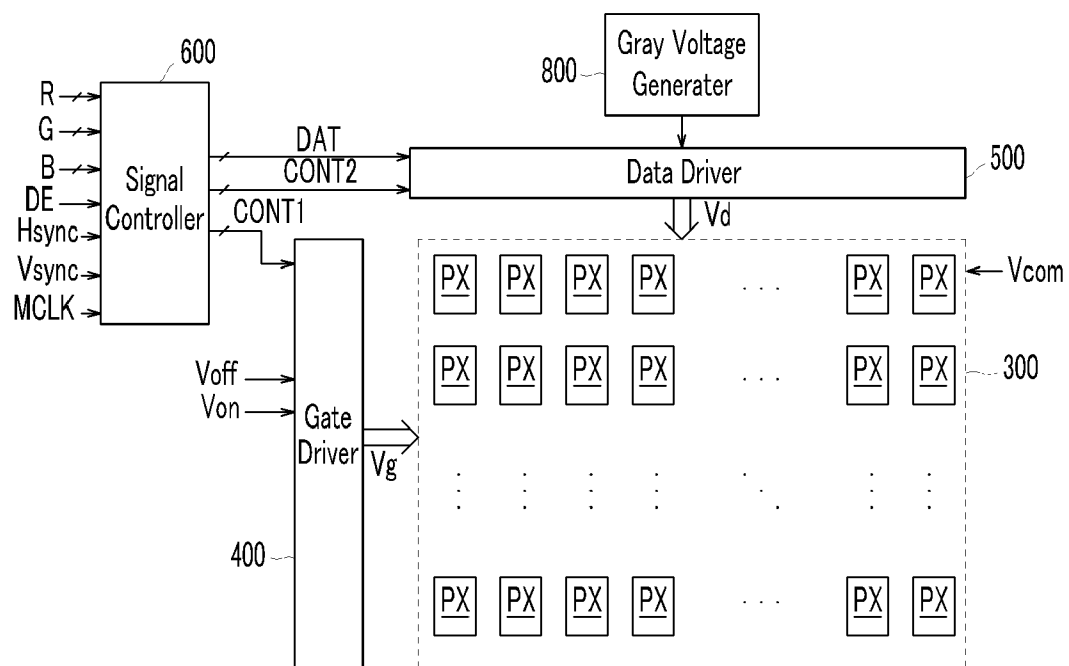 600
R
G
B
DE
Hsync
Vsync
MCLK
Signal
Controller
DAT
CONT2
CONT1
800
Gray Voltage
Generater
Data Driver
500
Vd
Vcom
300
Voff
Von
Gate
Driver
Vg
400
PX PX PX PX ... PX PX
PX PX PX PX ... PX PX
PX PX PX PX ... PX PX